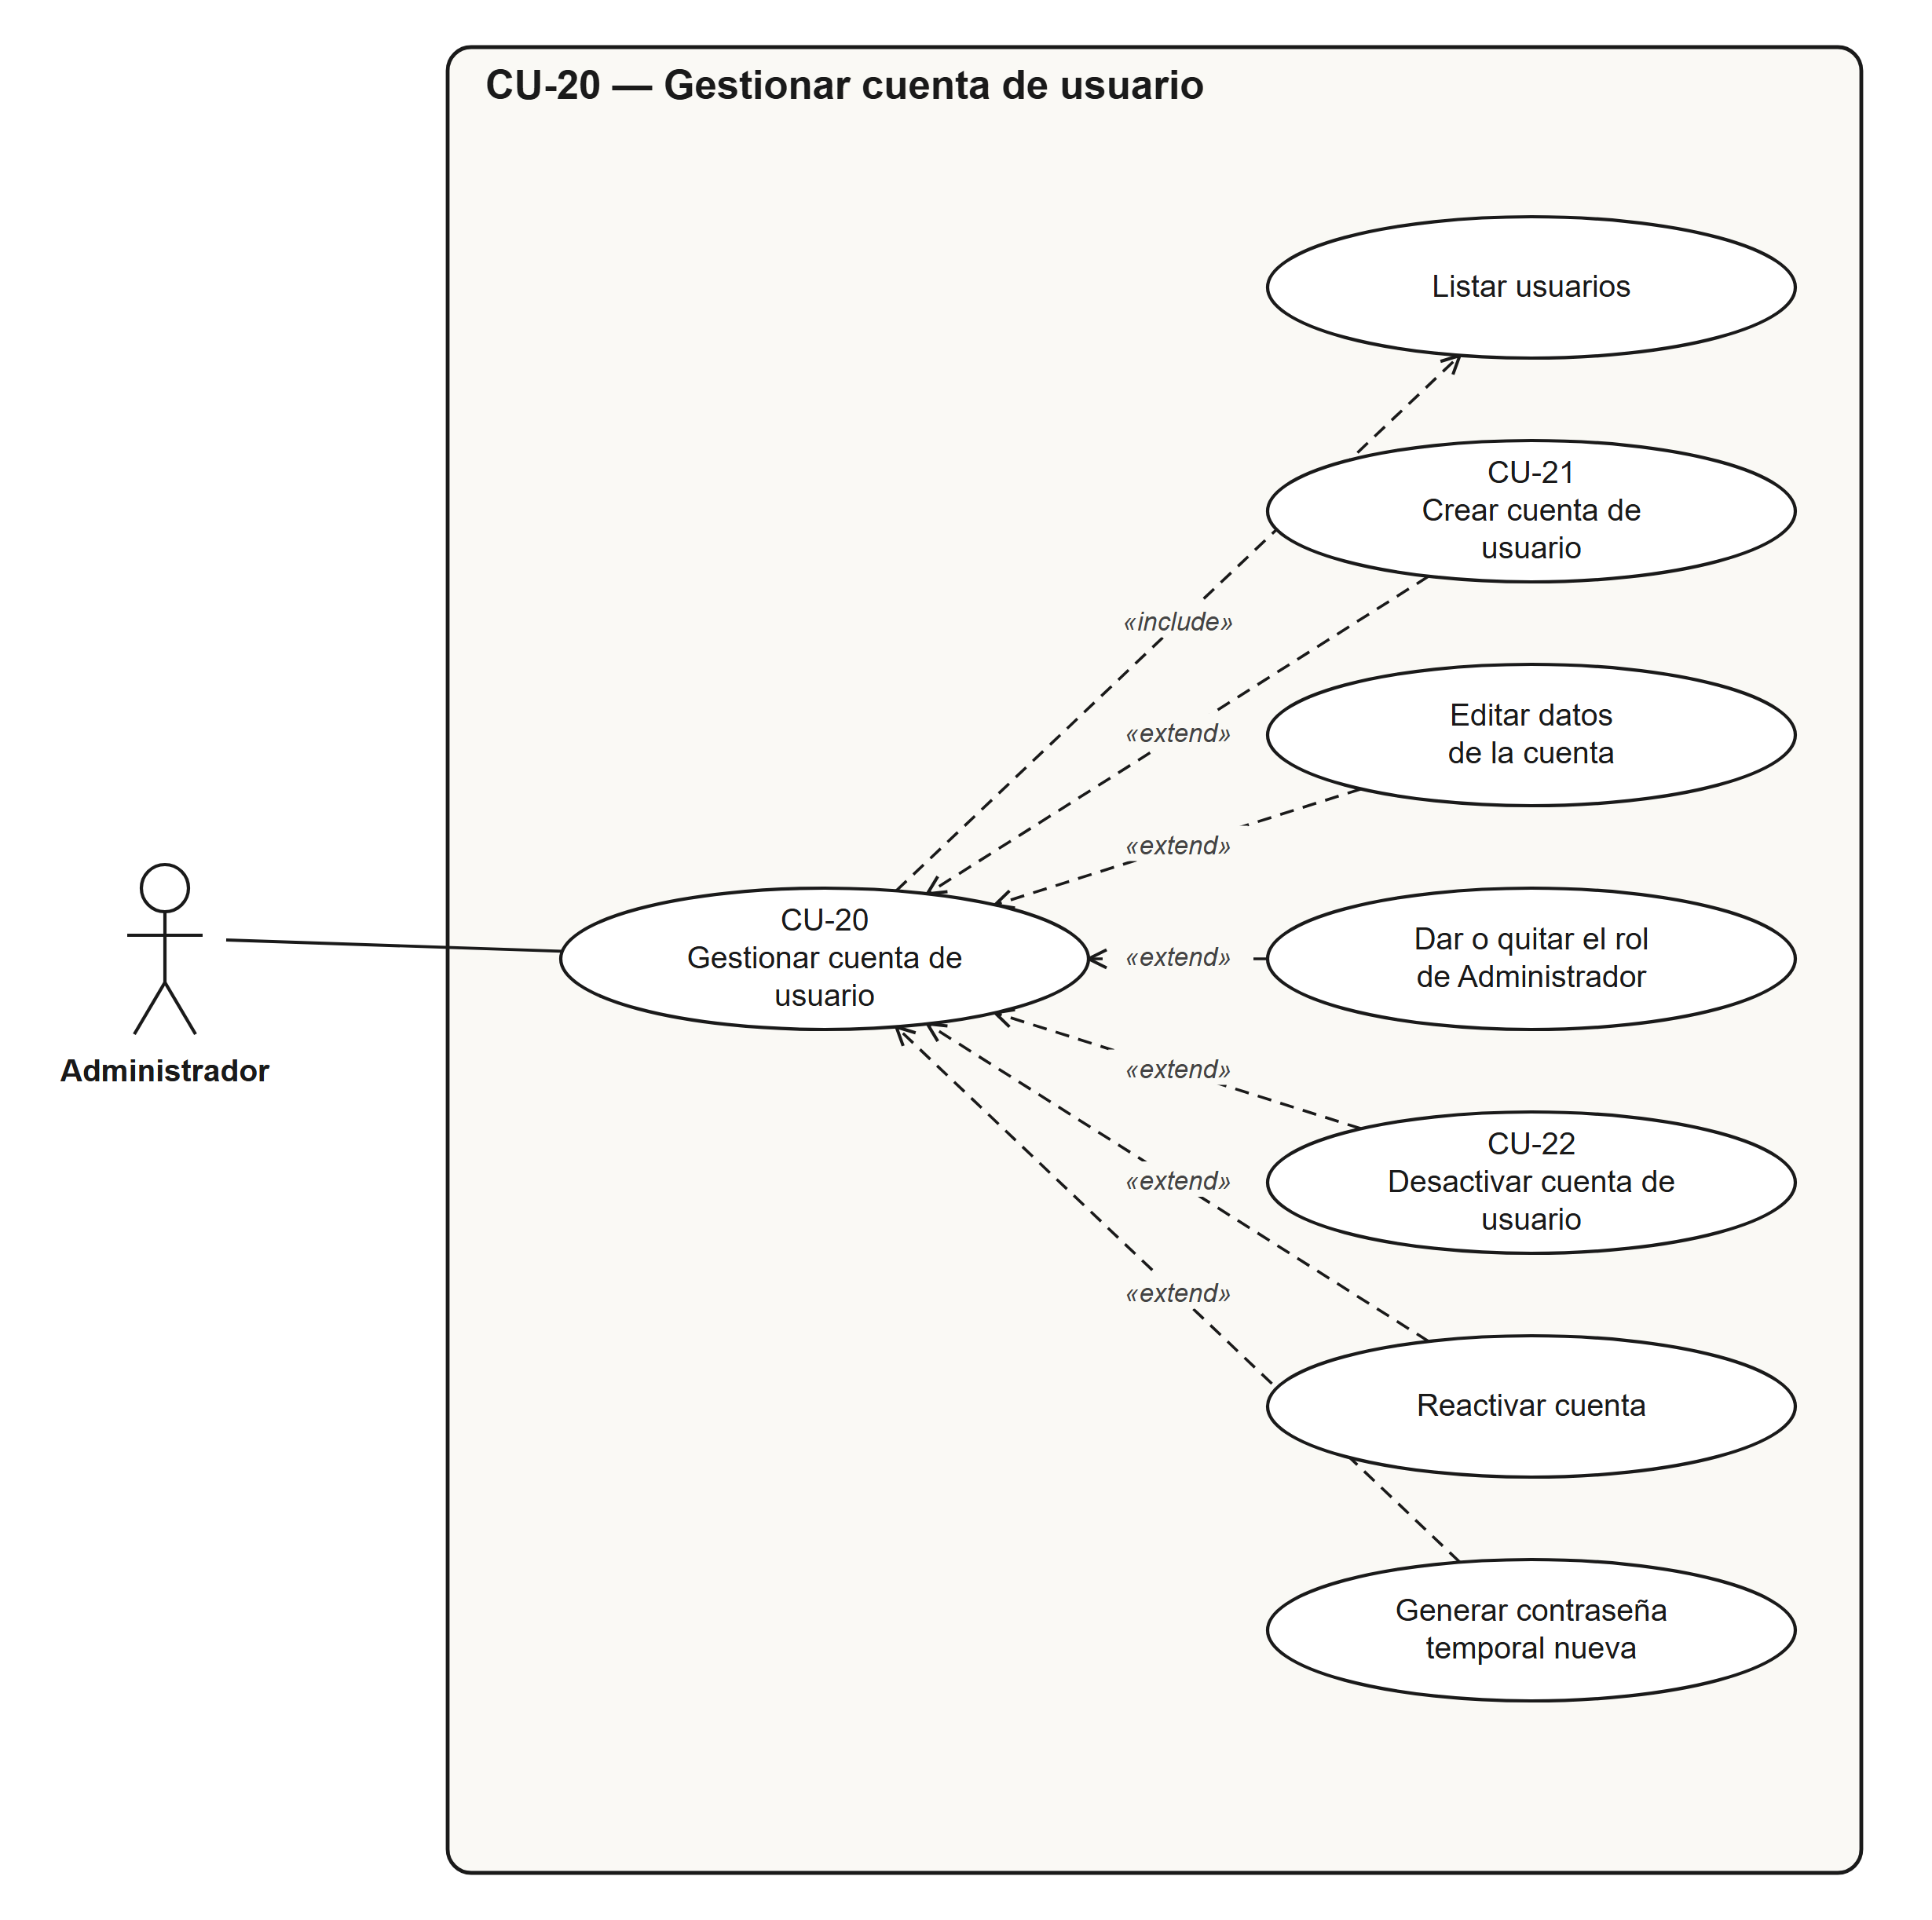 CU-20 — Gestionar cuenta de usuario
Listar usuarios
CU-21
Crear cuenta de
usuario
«include»
Editar datos
de la cuenta
«extend»
«extend»
CU-20
Gestionar cuenta de
usuario
«extend»
Dar o quitar el rol
de Administrador
Administrador
«extend»
CU-22
Desactivar cuenta de
usuario
«extend»
«extend»
Reactivar cuenta
Generar contraseña
temporal nueva